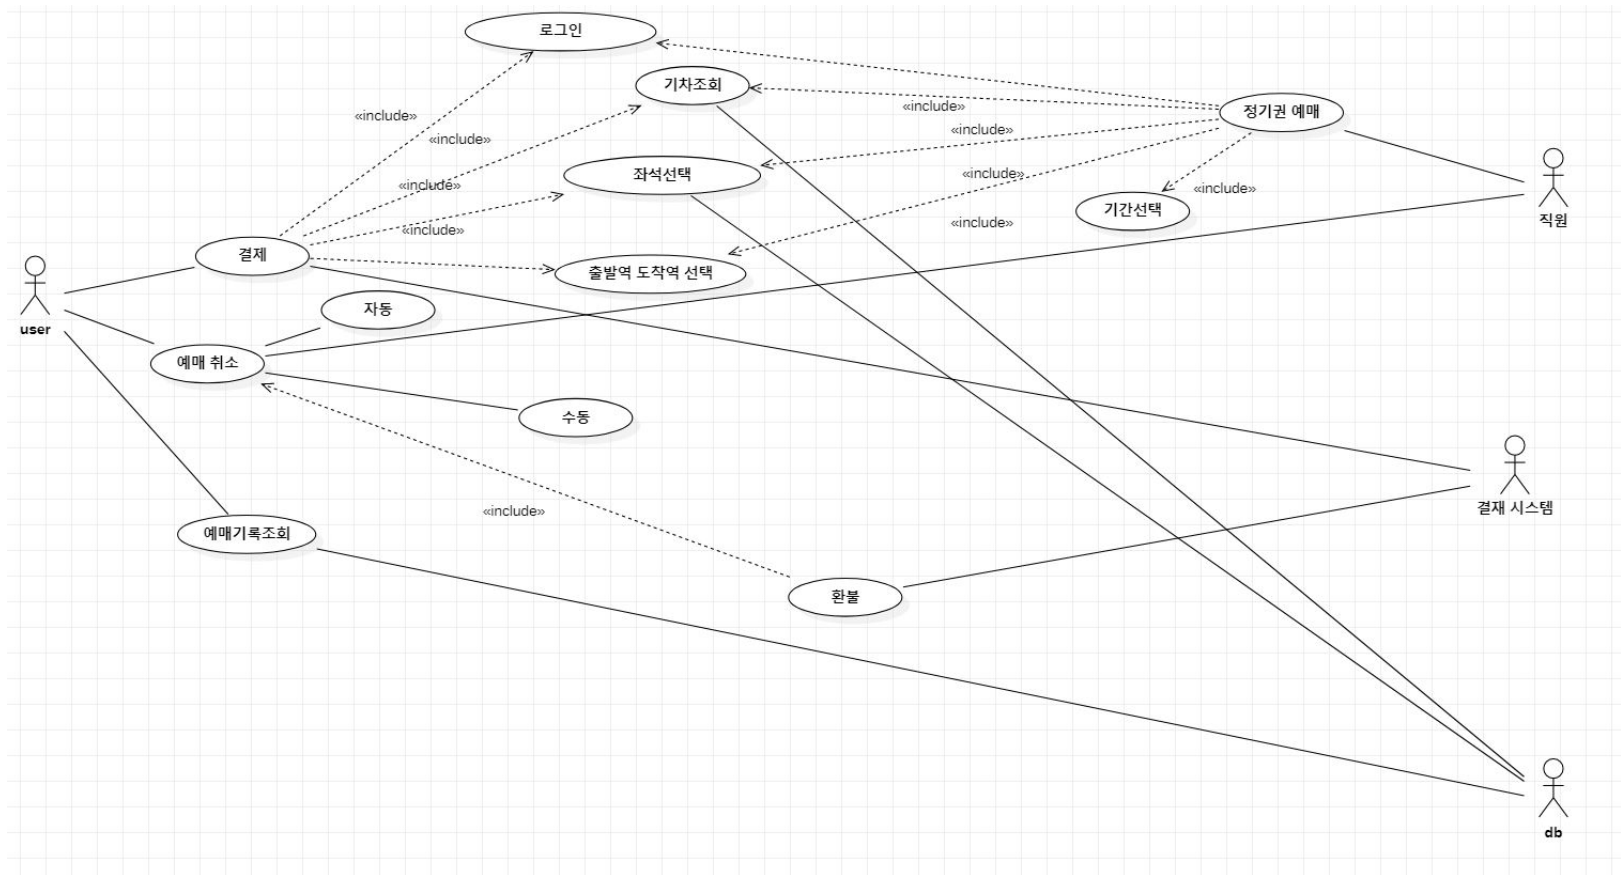 로그인
기차조회
«include»
정기권 예매
«include»
«include»
«include»
좌석선택
«include»
«include»
«include»
직원
기간선택
«include»
«include»
결제
출발역 도착역 선택
user
자동
예매 취소
수동
결재 시스템
«include»
예매기록조회
환불
db